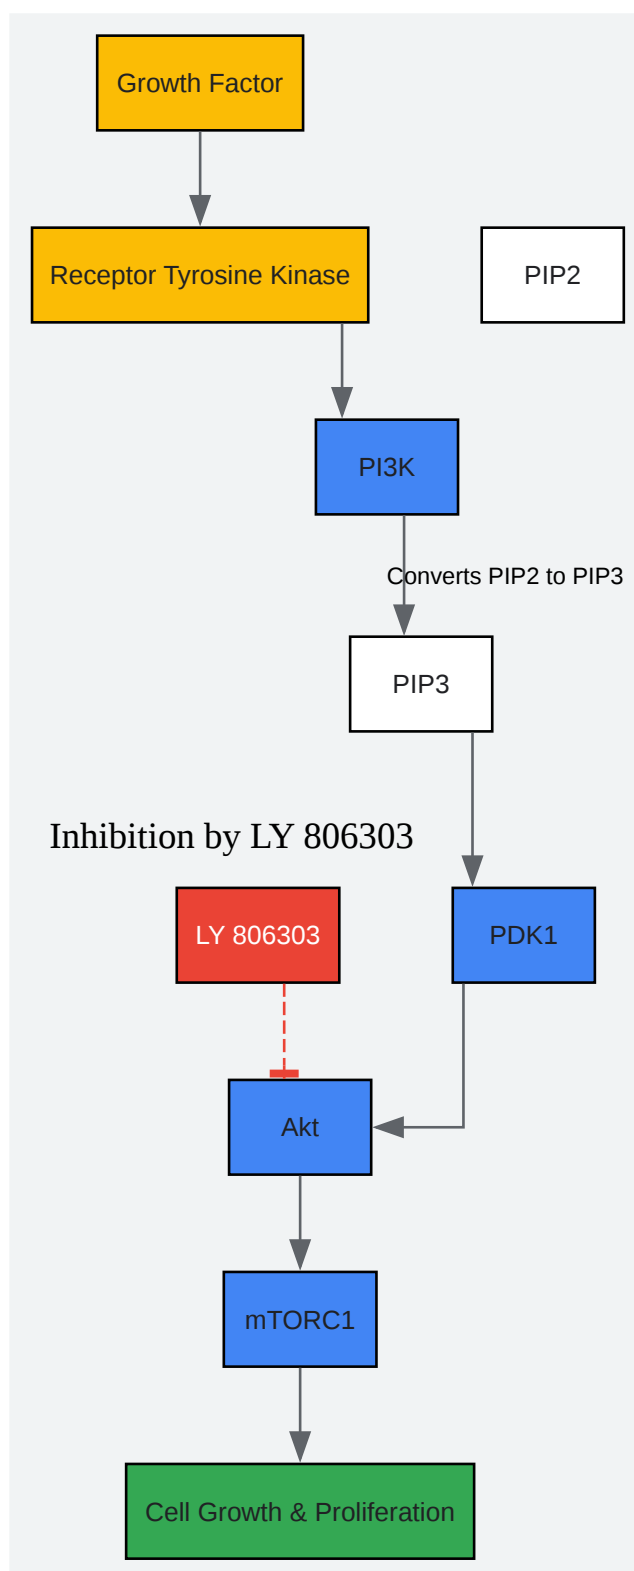 Growth Factor
Receptor Tyrosine Kinase
PIP2
PI3K
Converts PIP2 to PIP3
PIP3
Inhibition by LY 806303
LY 806303
PDK1
Akt
mTORC1
Cell Growth & Proliferation